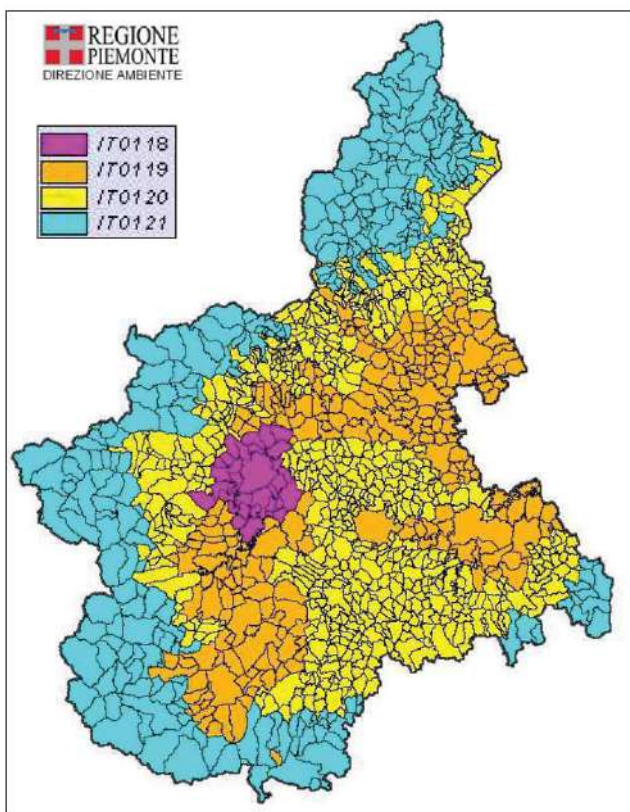 REGIONE
PIEMONTE
DIREZIONE AMBIENTE
IT0118
IT0119
IT0120
IT0121